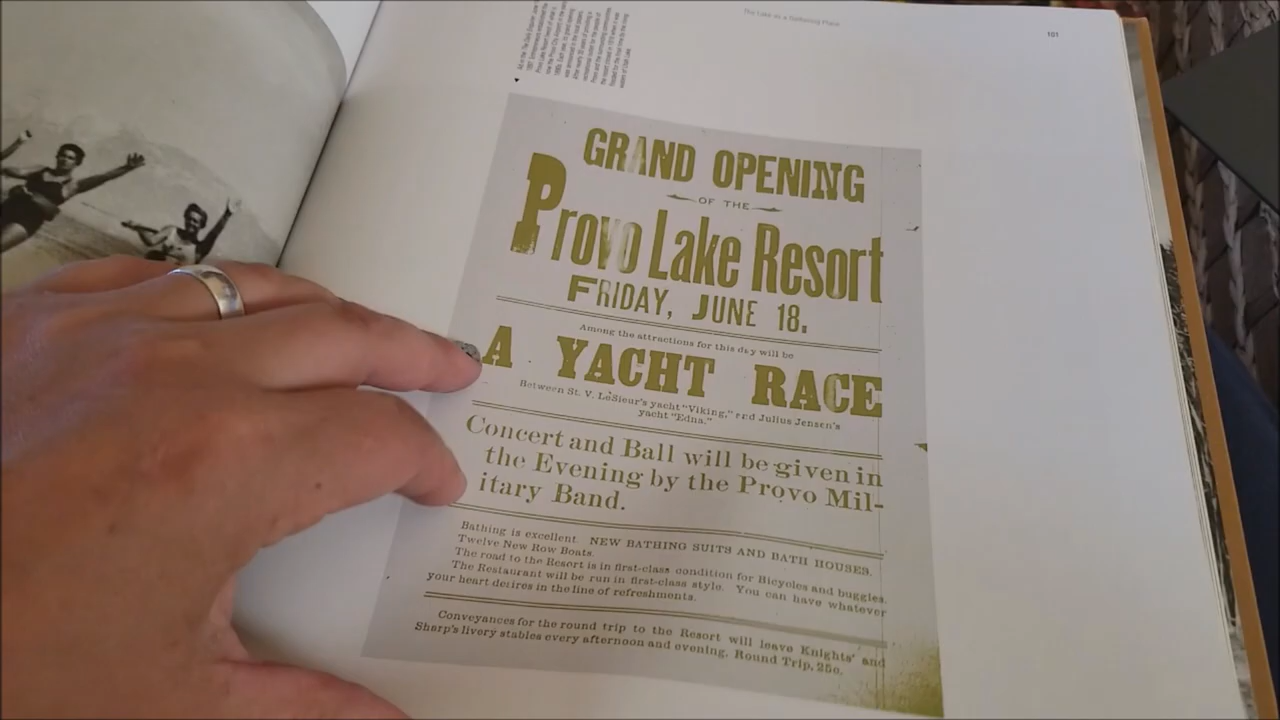 The Lake as a Gathering Place
101
GRAND OPENING
OF THE
Provo Lake Resort
FRIDAY, JUNE 18.
Among the attractions for this day will be
A YACHT RACE
Between St. V. LeSieur's yacht "Viking," and Julius Jensen's
yacht "Edna."
Concert and Ball will be given in
the Evening by the Provo Mil-
itary Band.
Bathing is excellent. NEW BATHING SUITS AND BATH HOUSES.
Twelve New Row Boats.
The road to the Resort is in first-class condition for Bicycles and buggies.
The Restaurant will be run in first-class style. You can have whatever
your heart desires in the line of refreshments.
Conveyances for the round trip to the Resort will leave Knights' and
Sharp's livery stables every afternoon and evening. Round Trip, 25c.